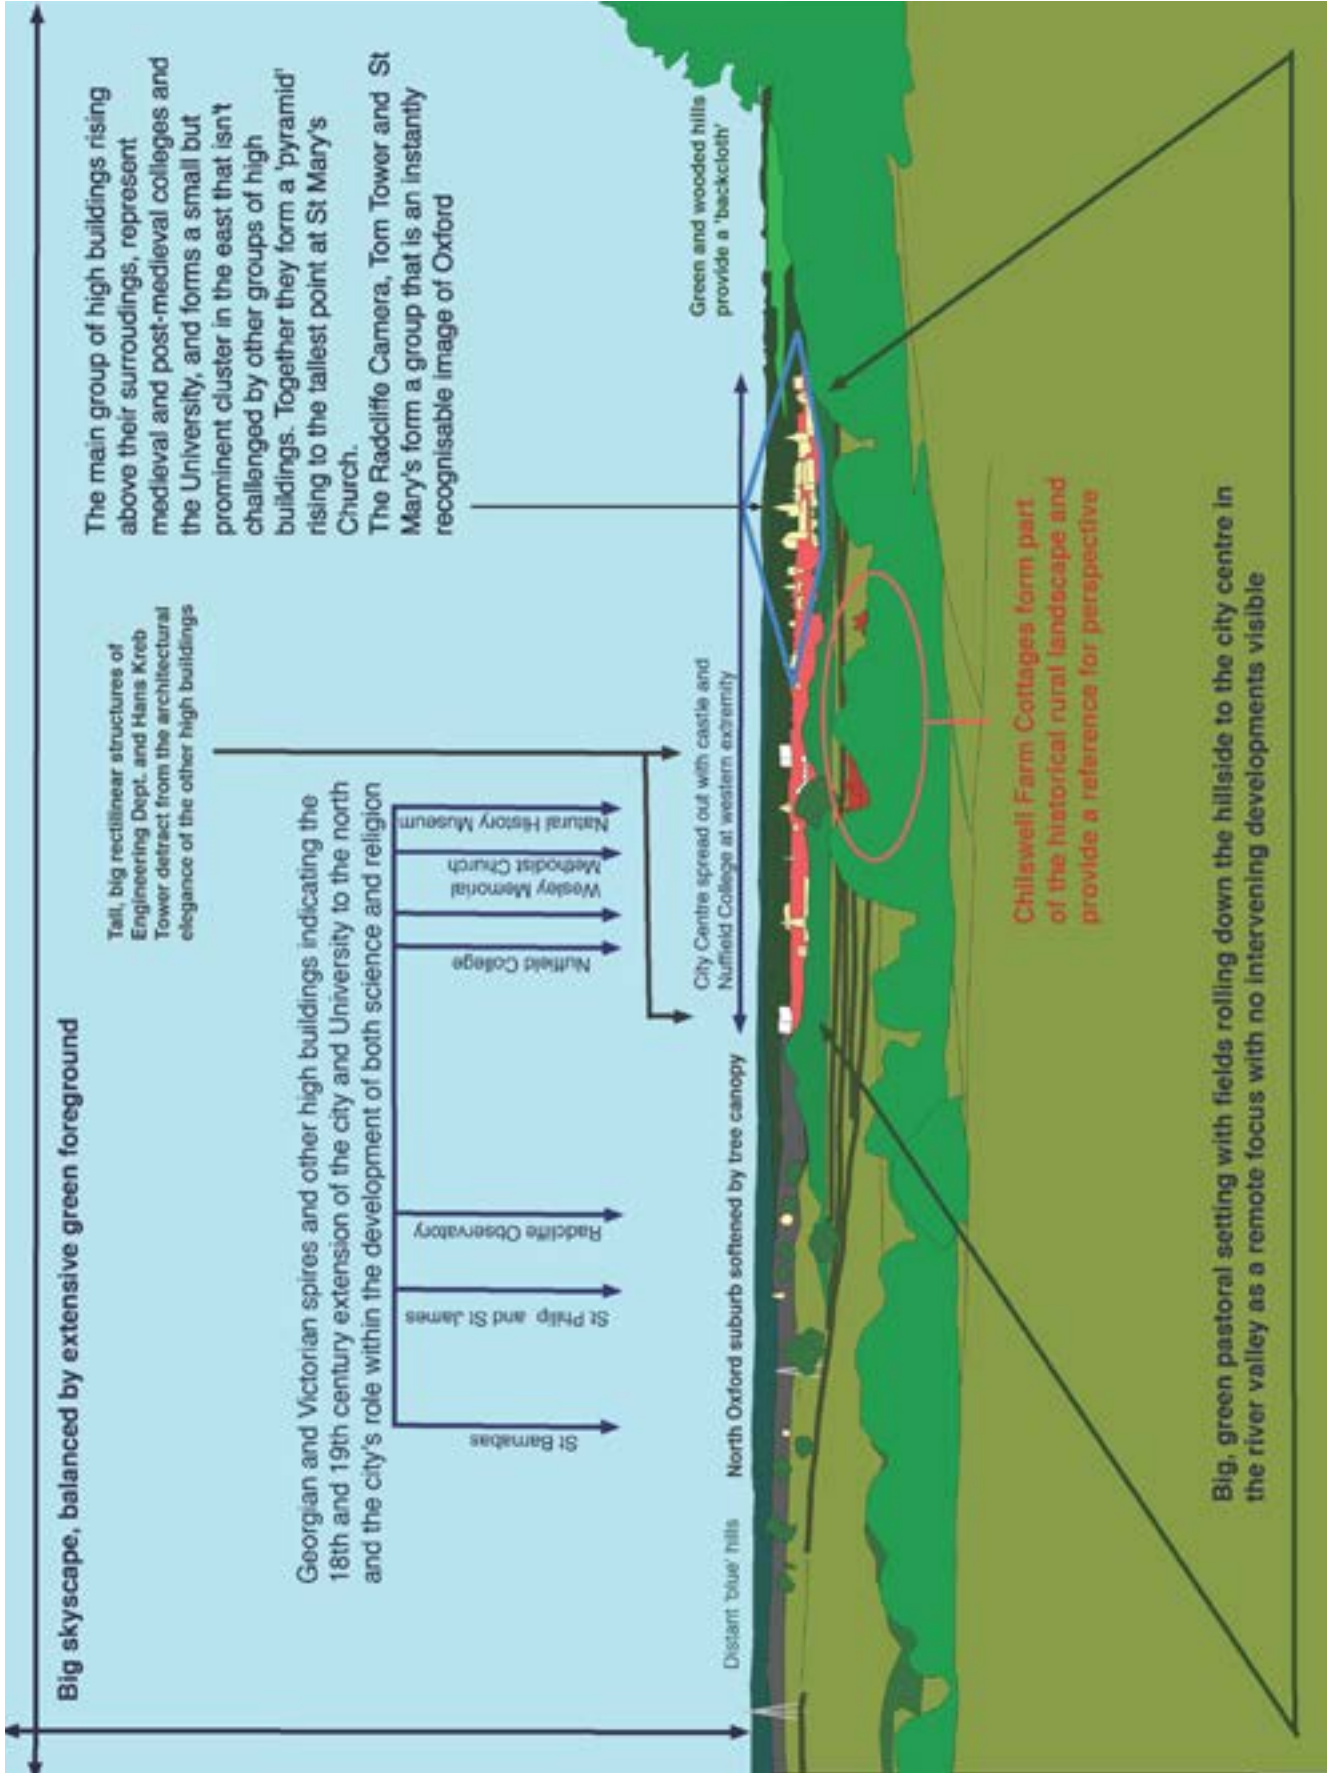 Big skyscape, balanced by extensive green foreground
Tall, big rectilinear structures of
Engineering Dept. and Hans Kreb
Tower detract from the architectural
elegance of the other high buildings
The main group of high buildings rising
above their surroudings, represent
medieval and post-medieval colleges and
the University, and forms a small but
prominent cluster in the east that isn't
challenged by other groups of high
buildings. Together they form a 'pyramid'
rising to the tallest point at St Mary's
Church.
The Radcliffe Camera, Tom Tower and St
Mary's form a group that is an instantly
recognisable image of Oxford
Georgian and Victorian spires and other high buildings indicating the
18th and 19th century extension of the city and University to the north
and the city's role within the development of both science and religion
St Barnabas
St Philip and St James
Radcliffe Observatory
Nuffield College
Wesley Memorial
Methodist Church
Natural History Museum
Distant 'blue' hills
North Oxford suburb softened by tree canopy
City Centre spread out with castle and
Nuffield College at western extremity
Green and wooded hills
provide a 'backcloth'
Chilswell Farm Cottages form part
of the historical rural landscape and
provide a reference for perspective
Big, green pastoral setting with fields rolling down the hillside to the city centre in
the river valley as a remote focus with no intervening developments visible